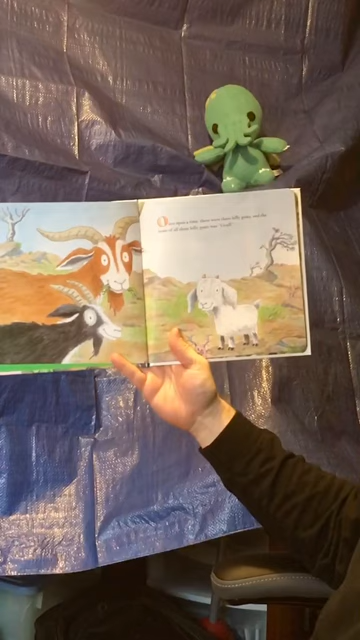 Once upon a time there were three billy goats, and the
name of all three billy goats was "Gruff."